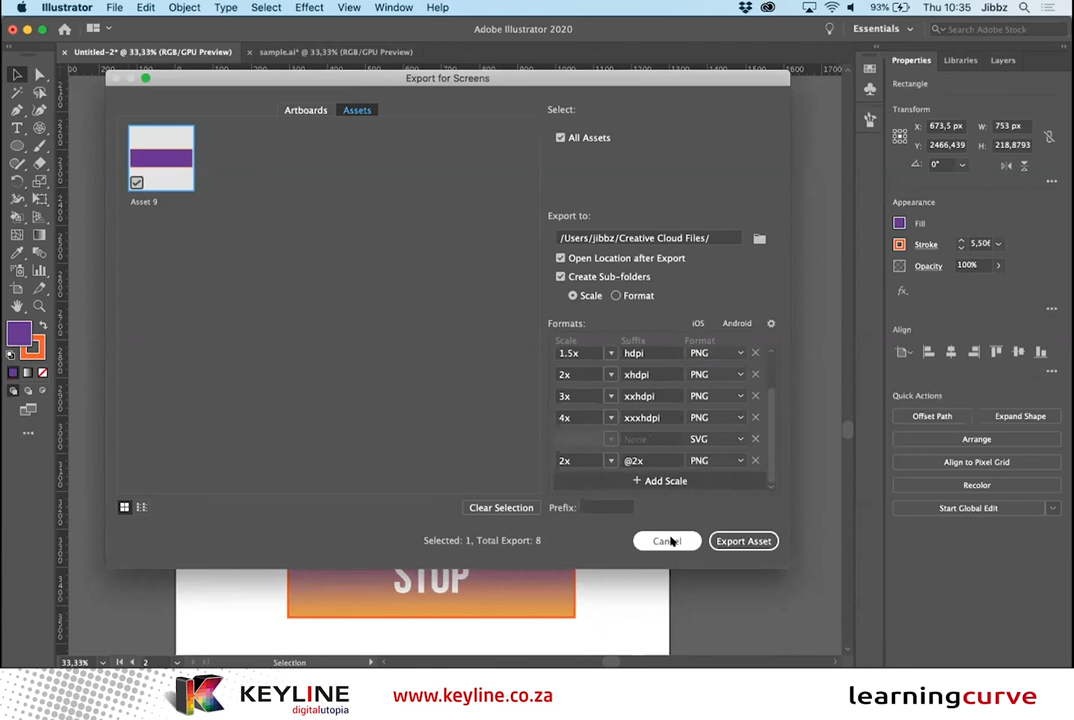 Illustrator File Edit Object Type Select Effect View Window Help 93% Thu 10:35 Jibbz
Adobe Illustrator 2020 Essentials Search Adobe Stock
Untitled-2* @ 33,33% (RGB/GPU Preview) × sample.ai* @ 33,33% (RGB/GPU Preview)
Export for Screens
Artboards Assets
Asset 9
Clear Selection
Selected: 1, Total Export: 8
Select:
All Assets
Export to:
/Users/jibbz/Creative Cloud Files/
Open Location after Export
Create Sub-folders
Scale Format
Formats: iOS Android
Scale Suffix Format
1.5x hdpi PNG
2x xhdpi PNG
3x xxhdpi PNG
4x xxxhdpi PNG
None SVG
2x @2x PNG
+ Add Scale
Prefix:
Cancel Export Asset
STOP
33,33% 2 Selection
Properties Libraries Layers
Rectangle
Transform
X: 673,5 px W: 753 px
Y: 2466,439 H: 218,8793
0°
Appearance
Fill
Stroke 5,506
Opacity 100%
fx.
Align
Quick Actions
Offset Path Expand Shape
Arrange
Align to Pixel Grid
Recolor
Start Global Edit
KEYLINE
digitalutopia
www.keyline.co.za
learningcurve